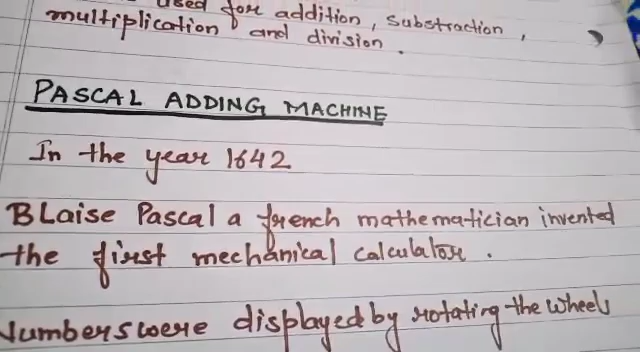 used for addition, substraction,
multiplication and division.
PASCAL ADDING MACHINE
In the year 1642
BLaise Pascal a french mathematician invented
the first mechanical calculator.
Numbers were displayed by rotating the wheels